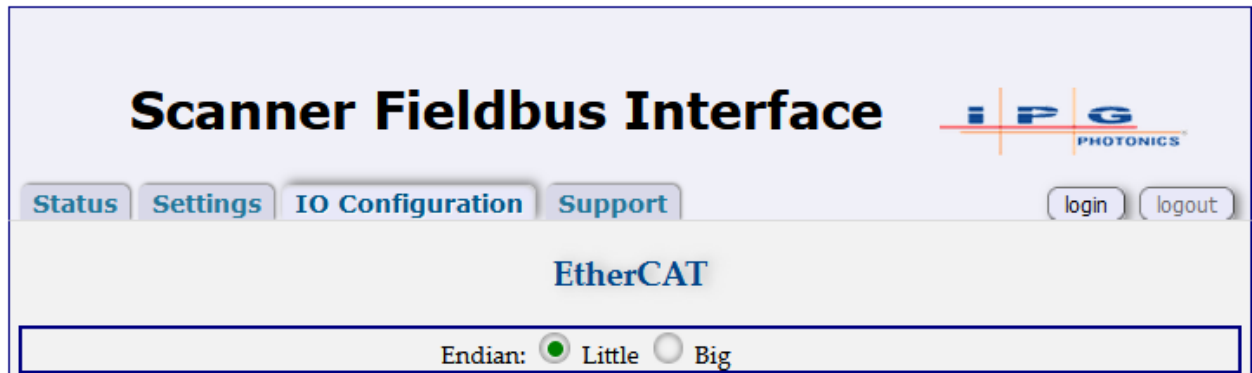 Scanner Fieldbus Interface
IPG
PHOTONICS
Status Settings IO Configuration Support login logout
EtherCAT
Endian: Little Big